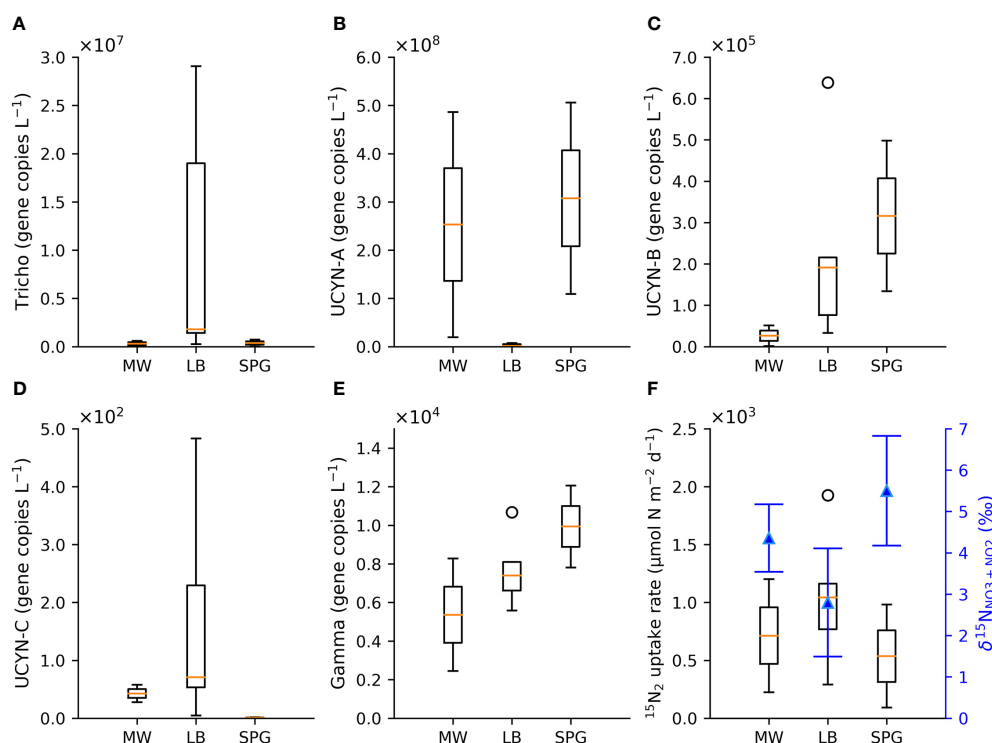 A
×10⁷
Tricho (gene copies L⁻¹)
3.0
2.5
2.0
1.5
1.0
0.5
0.0
MW LB SPG
B
×10⁸
UCYN-A (gene copies L⁻¹)
6.0
4.0
3.0
2.0
1.0
0.0
MW LB SPG
C
×10⁵
UCYN-B (gene copies L⁻¹)
7.0
6.0
5.0
4.0
3.0
2.0
1.0
0.0
MW LB SPG
D
×10²
UCYN-C (gene copies L⁻¹)
5.0
4.0
3.0
2.0
1.0
0.0
MW LB SPG
E
×10⁴
Gamma (gene copies L⁻¹)
1.4
1.2
1.0
0.8
0.6
0.4
0.2
0.0
MW LB SPG
F
×10³
¹⁵N₂ uptake rate (µmol N m⁻² d⁻¹)
2.5
2.0
1.5
1.0
0.5
0.0
MW LB SPG
7
6
5
4
3
2
1
0
δ¹⁵N_NO3+NO2 (‰)